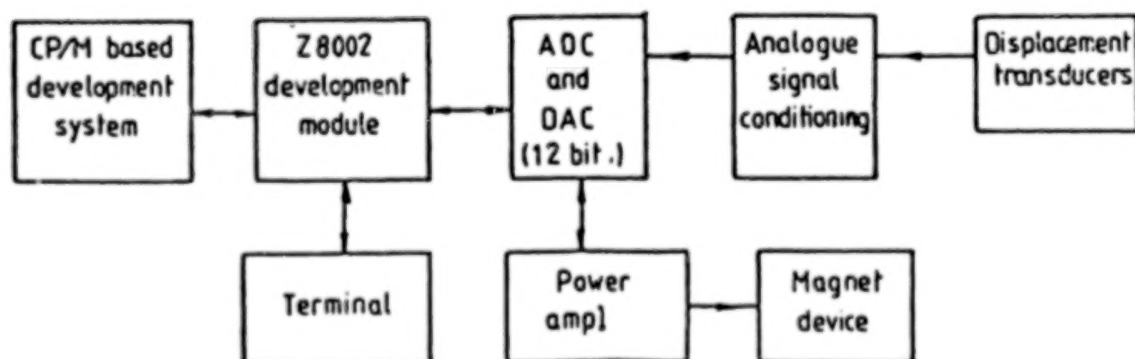 CP/M based
development
system
Z8002
development
module
ADC
and
DAC
(12 bit.)
Analogue
signal
conditioning
Displacement
transducers
Terminal
Power
ampl
Magnet
device